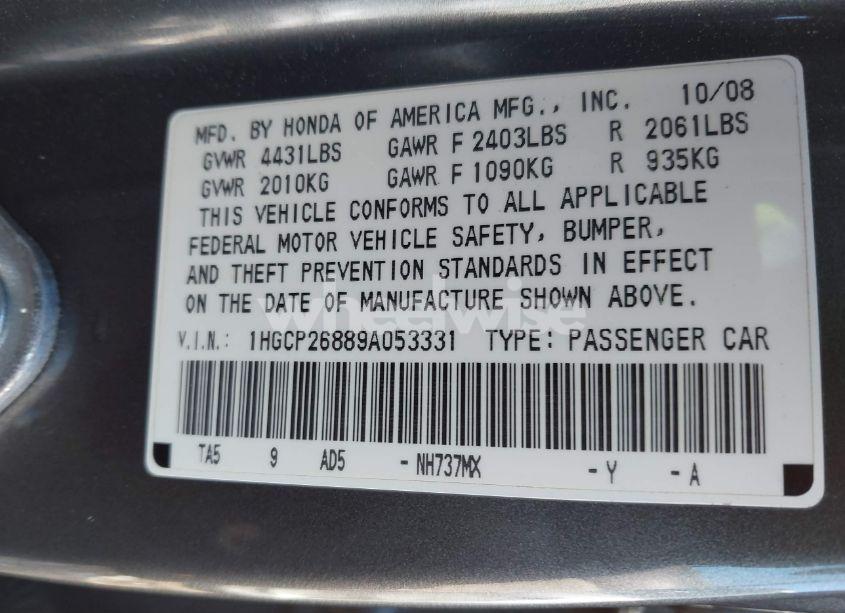 MFD. BY HONDA OF AMERICA MFG., INC. 10/08
GVWR 4431LBS GAWR F 2403LBS R 2061LBS
GVWR 2010KG GAWR F 1090KG R 935KG
THIS VEHICLE CONFORMS TO ALL APPLICABLE
FEDERAL MOTOR VEHICLE SAFETY, BUMPER,
AND THEFT PREVENTION STANDARDS IN EFFECT
ON THE DATE OF MANUFACTURE SHOWN ABOVE.
wheelwise
V.I.N.: 1HGCP26889A053331 TYPE: PASSENGER CAR
TA5 9 AD5 -NH737MX -Y -A